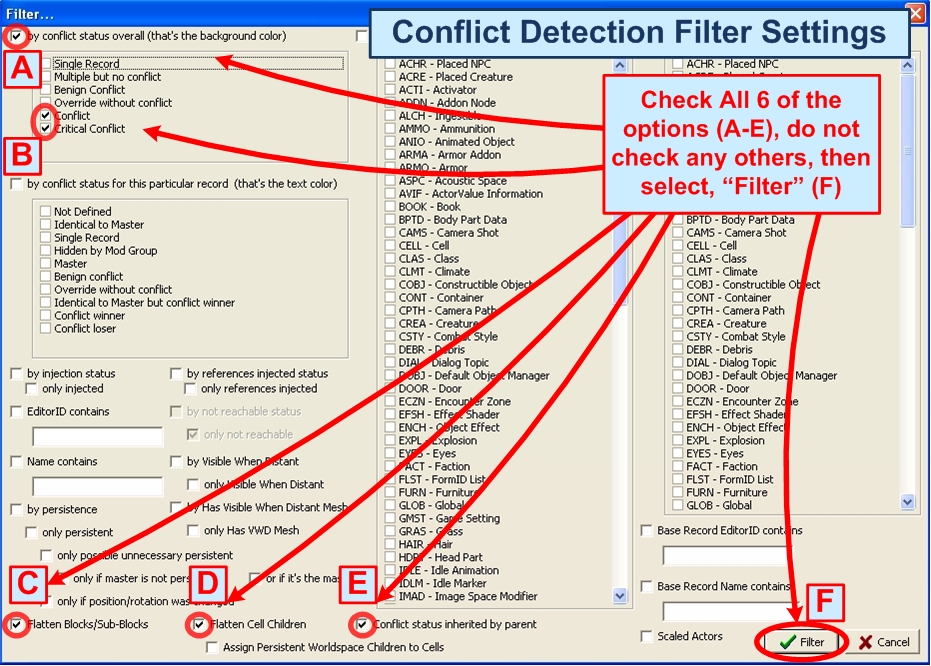 Filter...
Conflict Detection Filter Settings
by conflict status overall (that's the background color)
A
Single Record
Multiple but no conflict
Benign Conflict
Override without conflict
Conflict
Critical Conflict
B
by conflict status for this particular record (that's the text color)
Not Defined
Identical to Master
Single Record
Hidden by Mod Group
Master
Benign conflict
Override without conflict
Identical to Master but conflict winner
Conflict winner
Conflict loser
by injection status
by references injected status
only injected
only references injected
EditorID contains
by not reachable status
only not reachable
Name contains
by Visible When Distant
only Visible When Distant
by persistence
by Has Visible When Distant Mesh
only persistent
only Has VWD Mesh
only possible unnecessary persistent
only if master is not pers
or if it's the mas
only if position/rotation was changed
C
D
E
Flatten Blocks/Sub-Blocks
Flatten Cell Children
Conflict status inherited by parent
Assign Persistent Worldspace Children to Cells
ACHR - Placed NPC
ACRE - Placed Creature
ACTI - Activator
ADDN - Addon Node
ALCH - Ingestible
AMMO - Ammunition
ANIO - Animated Object
ARMA - Armor Addon
ARMO - Armor
ASPC - Acoustic Space
AVIF - ActorValue Information
BOOK - Book
BPTD - Body Part Data
CAMS - Camera Shot
CELL - Cell
CLAS - Class
CLMT - Climate
COBJ - Constructible Object
CONT - Container
CPTH - Camera Path
CREA - Creature
CSTY - Combat Style
DEBR - Debris
DIAL - Dialog Topic
DOBJ - Default Object Manager
DOOR - Door
ECZN - Encounter Zone
EFSH - Effect Shader
ENCH - Object Effect
EXPL - Explosion
EYES - Eyes
FACT - Faction
FLST - FormID List
FURN - Furniture
GLOB - Global
GMST - Game Setting
GRAS - Grass
HAIR - Hair
HDPT - Head Part
IDLE - Idle Animation
IDLM - Idle Marker
IMAD - Image Space Modifier
ACHR - Placed NPC
Check All 6 of the
options (A-E), do not
check any others, then
select, “Filter” (F)
BPTD - Body Part Data
CAMS - Camera Shot
CELL - Cell
CLAS - Class
CLMT - Climate
COBJ - Constructible Object
CONT - Container
CPTH - Camera Path
CREA - Creature
CSTY - Combat Style
DEBR - Debris
DIAL - Dialog Topic
DOBJ - Default Object Manager
DOOR - Door
ECZN - Encounter Zone
EFSH - Effect Shader
ENCH - Object Effect
EXPL - Explosion
EYES - Eyes
FACT - Faction
FLST - FormID List
FURN - Furniture
GLOB - Global
Base Record EditorID contains
Base Record Name contains
F
Scaled Actors
Filter
Cancel